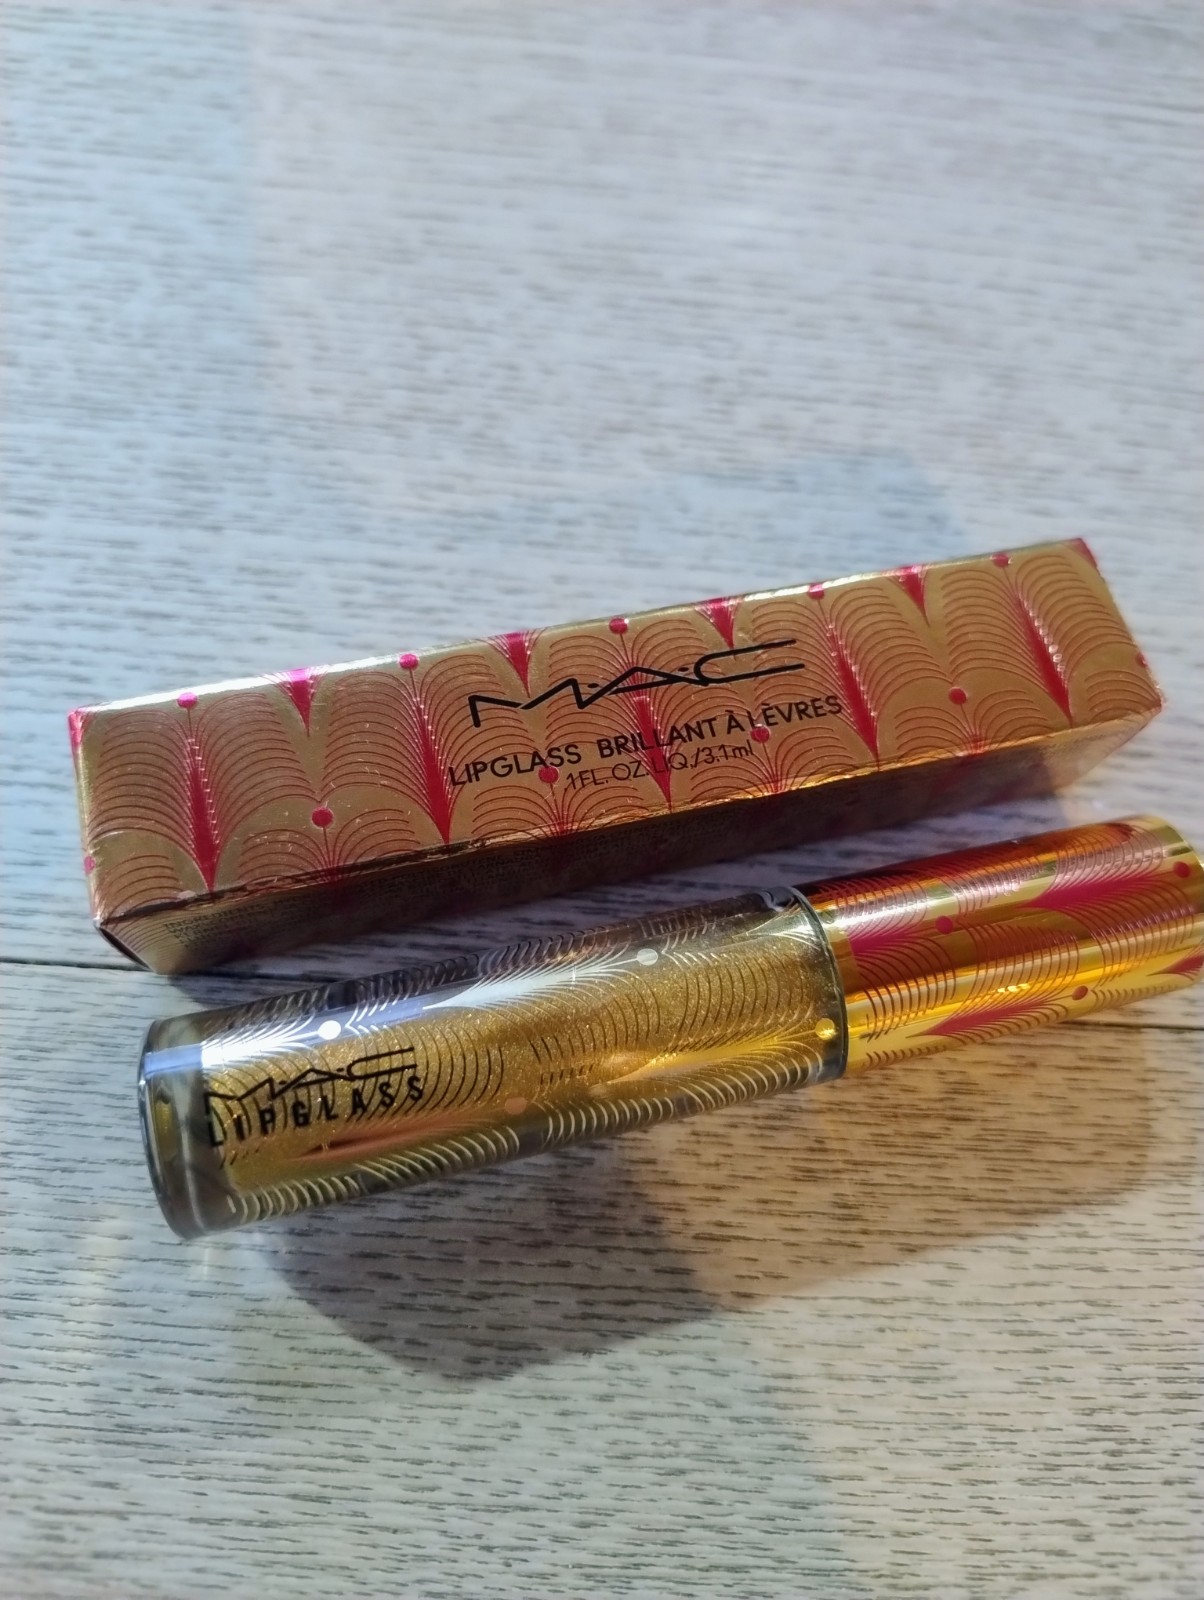 M·A·C
LIPGLASS BRILLANT À LÈVRES
.1FL. OZ. LIQ./3.1ml
M·A·C
LIPGLASS